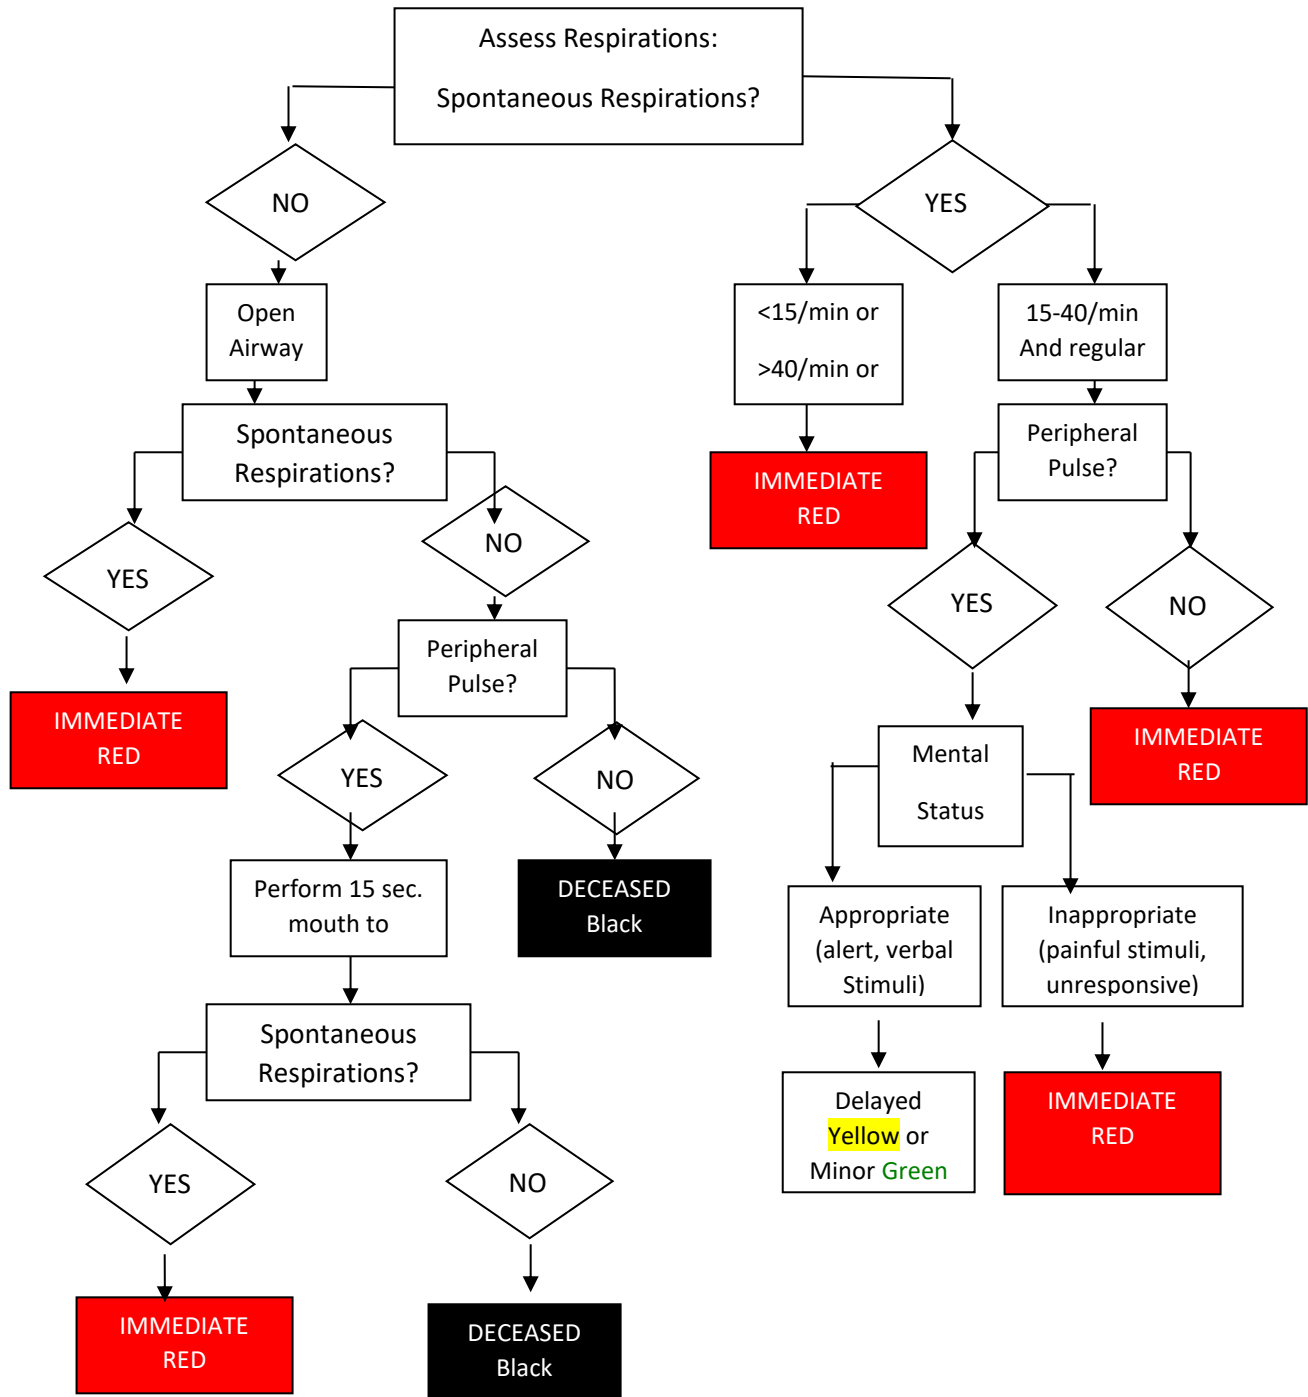 Assess Respirations:
Spontaneous Respirations?
NO
YES
Open
Airway
<15/min or
>40/min or
15-40/min
And regular
Spontaneous
Respirations?
Peripheral
Pulse?
IMMEDIATE
RED
YES
NO
YES
NO
Peripheral
Pulse?
IMMEDIATE
RED
Mental
Status
IMMEDIATE
RED
YES
NO
Perform 15 sec.
mouth to
DECEASED
Black
Appropriate
(alert, verbal
Stimuli)
Inappropriate
(painful stimuli,
unresponsive)
Spontaneous
Respirations?
Delayed
Yellow or
Minor Green
IMMEDIATE
RED
YES
NO
IMMEDIATE
RED
DECEASED
Black